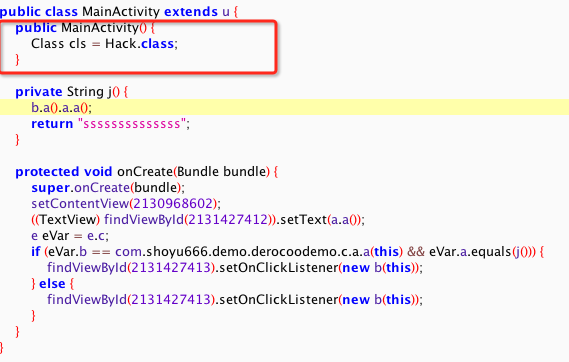 public class MainActivity extends u {
public MainActivity() {
Class cls = Hack.class;
}
private String j() {
b.a().a.a();
return "ssssssssssssss";
}
protected void onCreate(Bundle bundle) {
super.onCreate(bundle);
setContentView(2130968602);
((TextView) findViewById(2131427412)).setText(a.a());
e eVar = e.c;
if (eVar.b == com.shoyu666.demo.derocoodemo.c.a.a(this) && eVar.a.equals(j())) {
findViewById(2131427413).setOnClickListener(new b(this));
} else {
findViewById(2131427413).setOnClickListener(new b(this));
}
}
}